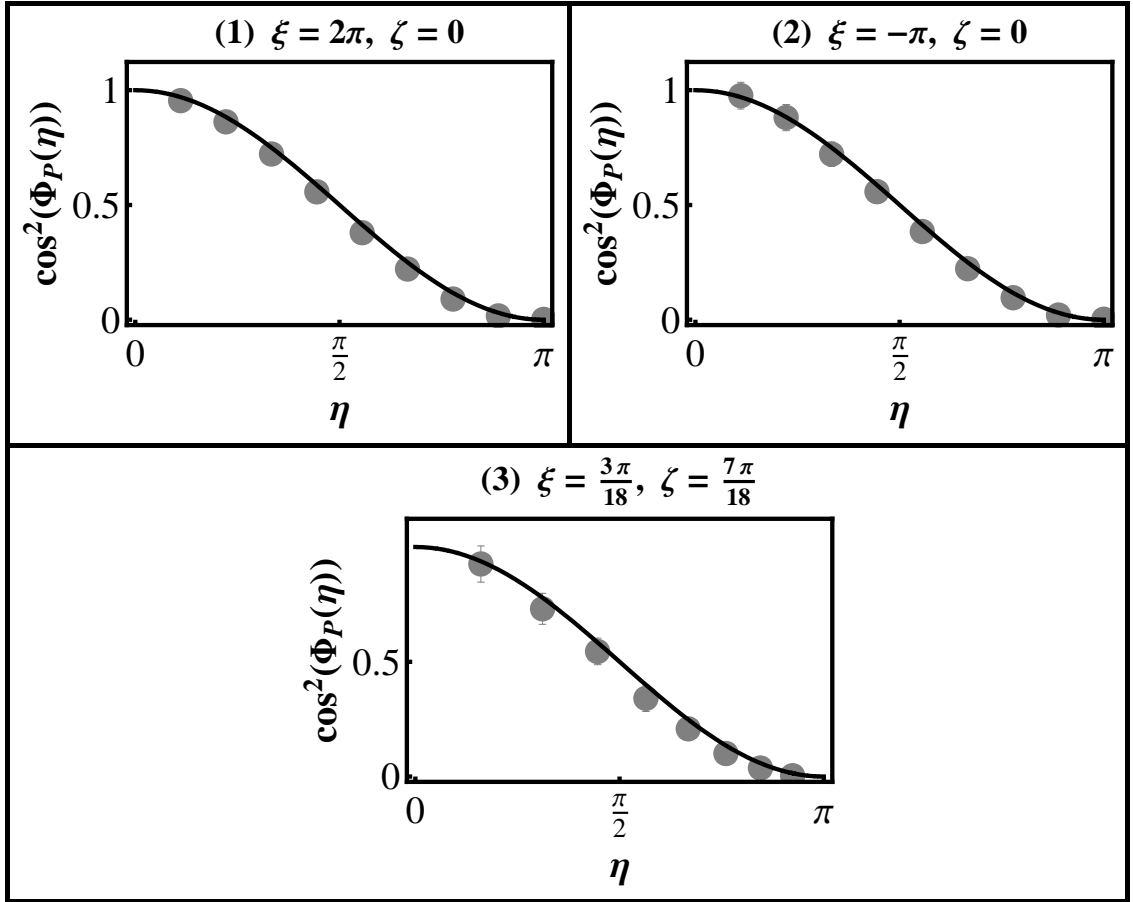 (1) ξ = 2π, ζ = 0
cos²(Φ_P(η))
1
0.5
0
0
π/2
π
η
(2) ξ = −π, ζ = 0
cos²(Φ_P(η))
1
0.5
0
0
π/2
π
η
(3) ξ = 3π/18, ζ = 7π/18
cos²(Φ_P(η))
0.5
0
0
π/2
π
η